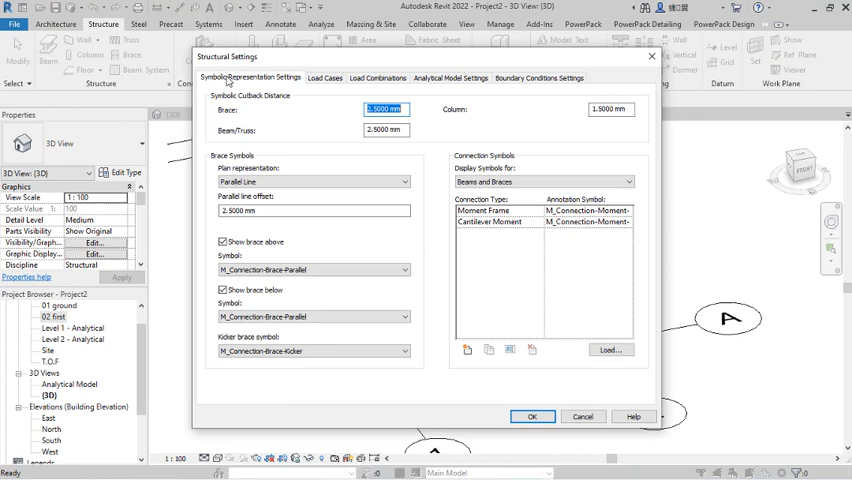 Autodesk Revit 2022 - Project2 - 3D View: {3D}
File Architecture Structure Steel Precast Systems Insert Annotate Analyze Massing & Site Collaborate View Manage Add-Ins PowerPack PowerPack Detailing PowerPack Design
Modify
Wall
Column
Floor
Truss
Brace
Beam System
Fabric Sheet
Model Text
Level
Grid
Show
Ref Plane
Viewer
Select
Work Plane
Properties
3D View
3D View: {3D}
Edit Type
Graphics
View Scale 1 : 100
Scale Value 1: 100
Detail Level Medium
Parts Visibility Show Original
Visibility/Graph... Edit...
Graphic Display... Edit...
Discipline Structural
Properties help Apply
Project Browser - Project2
01 ground
02 first
Level 1 - Analytical
Level 2 - Analytical
Site
T.O.F
3D Views
Analytical Model
{3D}
Elevations (Building Elevation)
East
North
South
West
Legends
Structural Settings
Symbolic Representation Settings Load Cases Load Combinations Analytical Model Settings Boundary Conditions Settings
Symbolic Cutback Distance
Brace: 2.5000 mm Column: 1.5000 mm
Beam/Truss: 2.5000 mm
Brace Symbols
Plan representation:
Parallel Line
Parallel line offset:
2.5000 mm
Show brace above
Symbol:
M_Connection-Brace-Parallel
Show brace below
Symbol:
M_Connection-Brace-Parallel
Kicker brace symbol:
M_Connection-Brace-Kicker
Connection Symbols
Display Symbols for:
Beams and Braces
Connection Type: Annotation Symbol:
Moment Frame M_Connection-Moment-
Cantilever Moment M_Connection-Moment-
Load...
OK Cancel Help
FRONT
A
1 : 100
Ready
:0
Main Model
:0